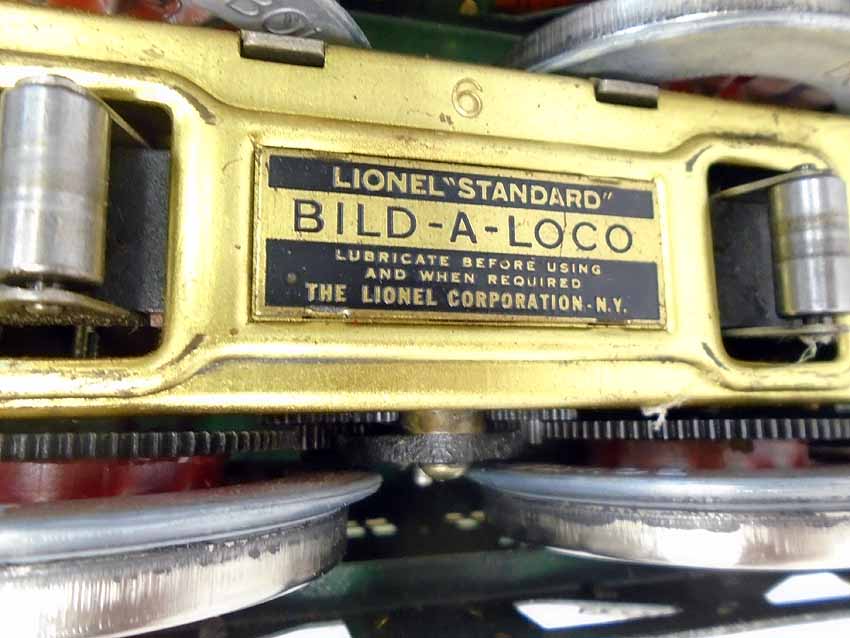 6
LIONEL "STANDARD"
BILD-A-LOCO
LUBRICATE BEFORE USING
AND WHEN REQUIRED
THE LIONEL CORPORATION - N.Y.